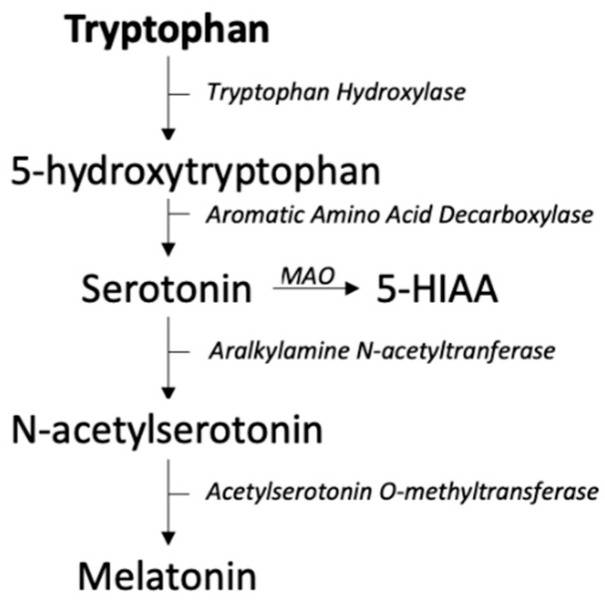 Tryptophan
Tryptophan Hydroxylase
5-hydroxytryptophan
Aromatic Amino Acid Decarboxylase
Serotonin MAO 5-HIAA
Aralkylamine N-acetyltranferase
N-acetylserotonin
Acetylserotonin O-methyltransferase
Melatonin